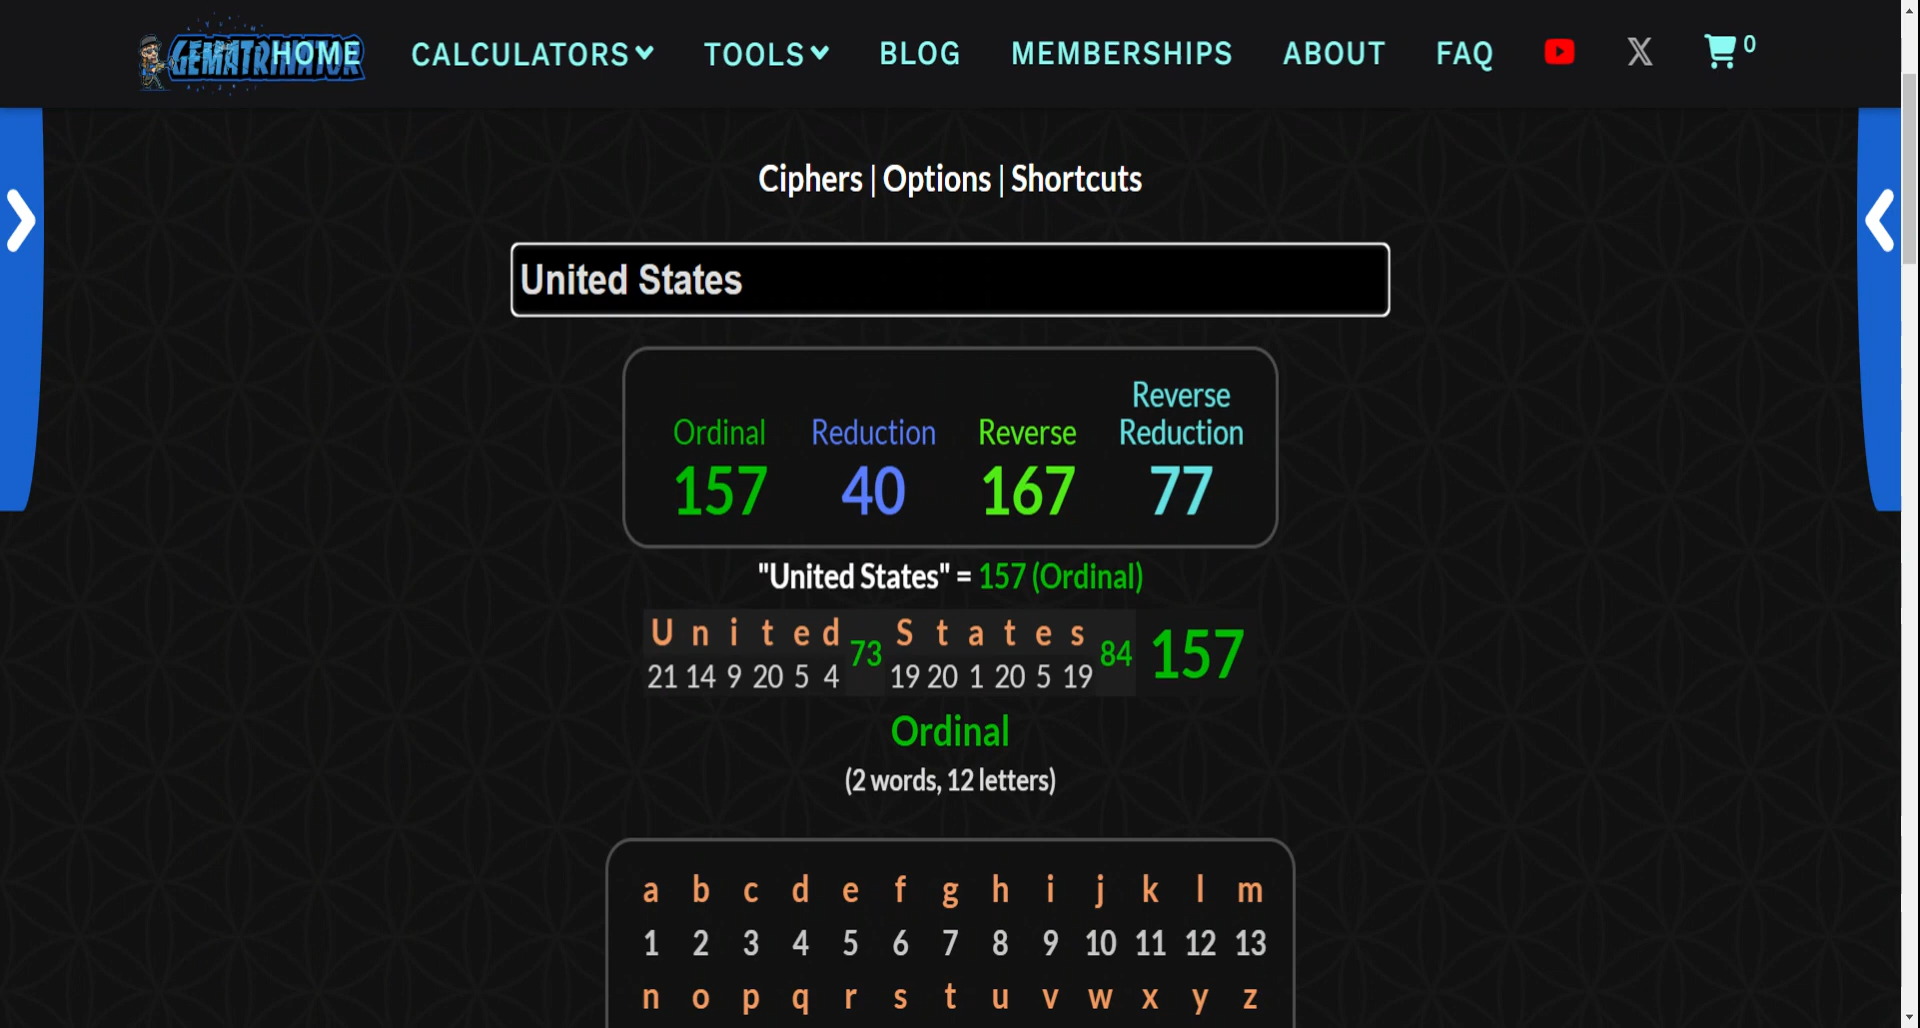 GEMATRINATOR
HOME CALCULATORS TOOLS BLOG MEMBERSHIPS ABOUT FAQ X 0
Ciphers | Options | Shortcuts
United States
Reverse
Ordinal Reduction Reverse Reduction
157 40 167 77
"United States" = 157 (Ordinal)
U n i t e d 73 S t a t e s 84 157
21 14 9 20 5 4 19 20 1 20 5 19
Ordinal
(2 words, 12 letters)
a b c d e f g h i j k l m
1 2 3 4 5 6 7 8 9 10 11 12 13
n o p q r s t u v w x y z